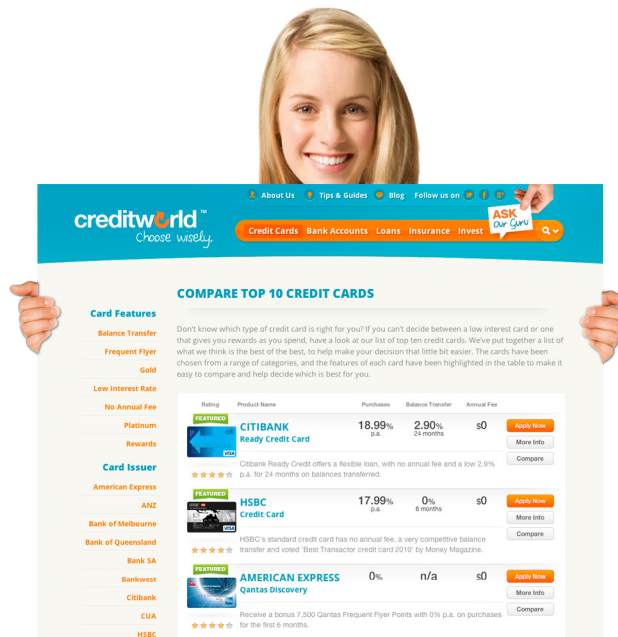 About Us Tips & Guides Blog Follow us on
creditworld™
Choose wisely.
ASK
Our Guru
Credit Cards Bank Accounts Loans Insurance Invest
COMPARE TOP 10 CREDIT CARDS
Don't know which type of credit card is right for you? If you can't decide between a low interest card or one
that gives you rewards as you spend, have a look at our list of top ten credit cards. We've put together a list of
what we think is the best of the best, to help make your decision that little bit easier. The cards have been
chosen from a range of categories, and the features of each card have been highlighted in the table to make it
easy to compare and help decide which is best for you.
Card Features
Balance Transfer
Frequent Flyer
Gold
Low Interest Rate
No Annual Fee
Platinum
Rewards
Card Issuer
American Express
ANZ
Bank of Melbourne
Bank of Queensland
Bank SA
Bankwest
Citibank
CUA
HSBC
Rating Product Name Purchases Balance Transfer Annual Fee
FEATURED
citi
VISA
CITIBANK
Ready Credit Card
18.99% p.a.
2.90% 24 months
$0
Apply Now
More Info
Compare
Citibank Ready Credit offers a flexible loan, with no annual fee and a low 2.9%
p.a. for 24 months on balances transferred.
FEATURED
HSBC
VISA
HSBC
Credit Card
17.99% p.a.
0% 8 months
$0
Apply Now
More Info
Compare
HSBC's standard credit card has no annual fee, a very competitive balance
transfer and voted 'Best Transactor credit card 2010' by Money Magazine.
FEATURED
AMERICAN EXPRESS
Qantas Discovery
0%
n/a
$0
Apply Now
More Info
Compare
Receive a bonus 7,500 Qantas Frequent Flyer Points with 0% p.a. on purchases
for the first 6 months.